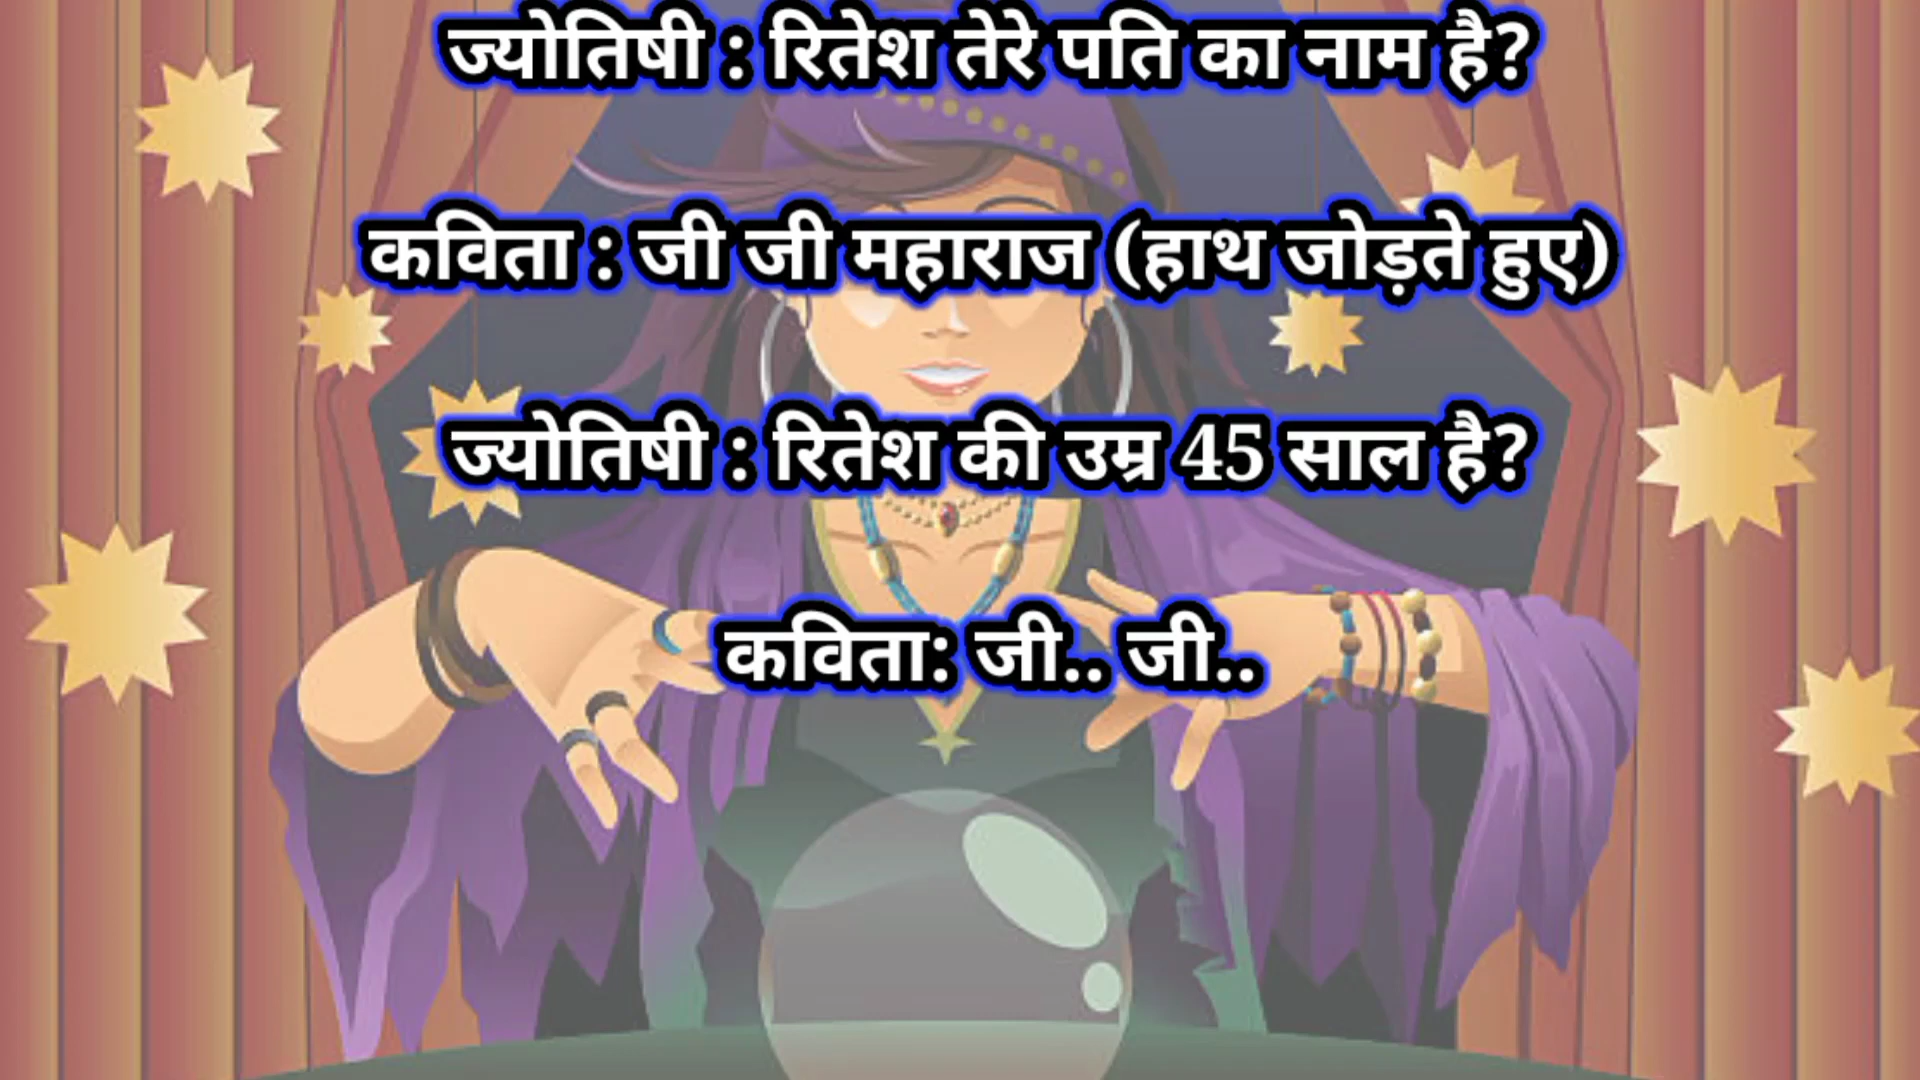 ज्योतिषी : रितेश तेरे पति का नाम है?
कविता : जी जी महाराज (हाथ जोड़ते हुए)
ज्योतिषी : रितेश की उम्र 45 साल है?
कविता: जी.. जी..